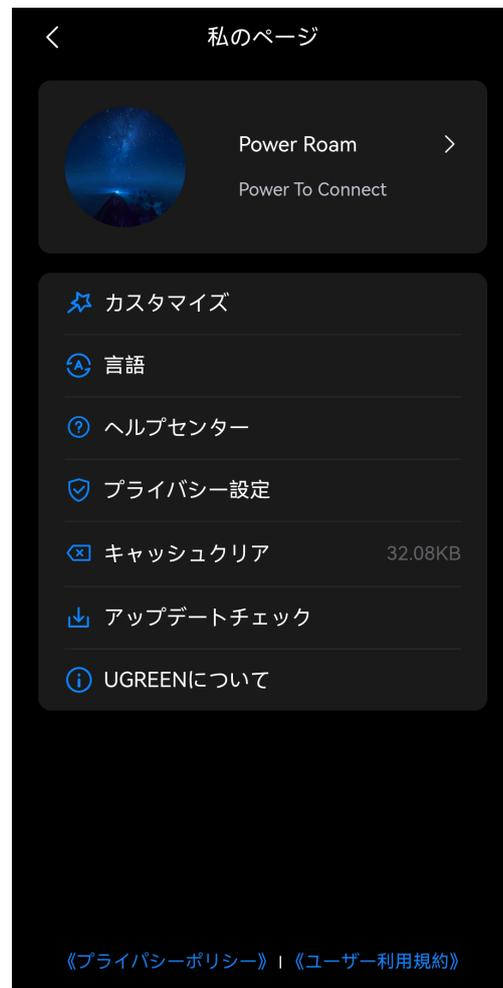 私のページ
Power Roam
Power To Connect
カスタマイズ
言語
ヘルプセンター
プライバシー設定
キャッシュクリア 32.08KB
アップデートチェック
UGREENについて
《プライパシーポリシー》 | 《ユーザー利用規約》